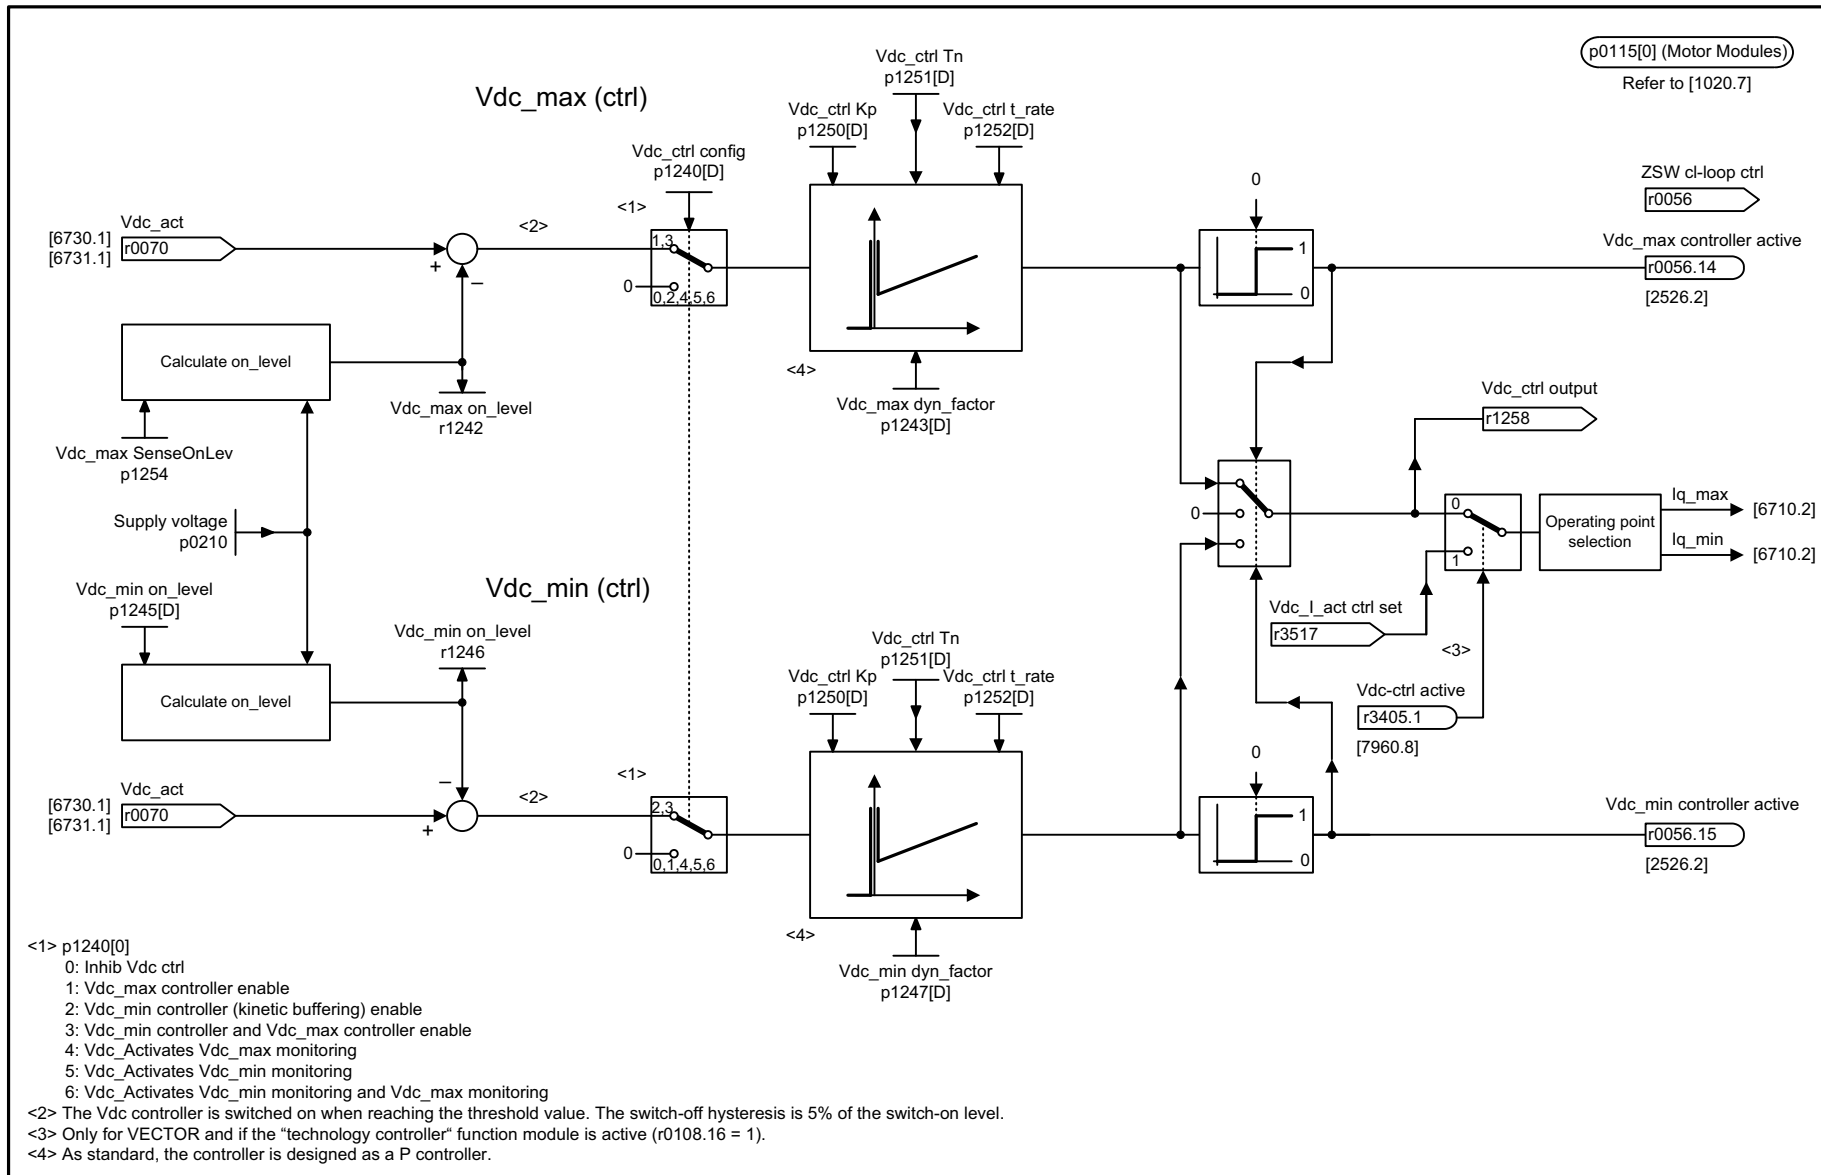 p0115[0] (Motor Modules)
Refer to [1020.7]
Vdc_max (ctrl)
Vdc_ctrl Tn
p1251[D]
Vdc_ctrl Kp
p1250[D]
Vdc_ctrl t_rate
p1252[D]
Vdc_ctrl config
p1240[D]
<1>
<2>
[6730.1]
[6731.1]
Vdc_act
r0070
+
–
1,3
0
0,2,4,5,6
0
1
0
ZSW cl-loop ctrl
r0056
Vdc_max controller active
r0056.14
[2526.2]
Calculate on_level
Vdc_max on_level
r1242
<4>
Vdc_max dyn_factor
p1243[D]
Vdc_max SenseOnLev
p1254
Vdc_ctrl output
r1258
Supply voltage
p0210
0
0
1
Operating point
selection
Iq_max
[6710.2]
Iq_min
[6710.2]
Vdc_min (ctrl)
Vdc_min on_level
p1245[D]
Vdc_min on_level
r1246
Vdc_I_act ctrl set
r3517
<3>
Vdc-ctrl active
r3405.1
[7960.8]
Calculate on_level
Vdc_ctrl Tn
p1251[D]
Vdc_ctrl Kp
p1250[D]
Vdc_ctrl t_rate
p1252[D]
<1>
<2>
[6730.1]
[6731.1]
Vdc_act
r0070
–
+
2,3
0
0,1,4,5,6
0
1
0
Vdc_min controller active
r0056.15
[2526.2]
<4>
Vdc_min dyn_factor
p1247[D]
<1> p1240[0]
0: Inhib Vdc ctrl
1: Vdc_max controller enable
2: Vdc_min controller (kinetic buffering) enable
3: Vdc_min controller and Vdc_max controller enable
4: Vdc_Activates Vdc_max monitoring
5: Vdc_Activates Vdc_min monitoring
6: Vdc_Activates Vdc_min monitoring and Vdc_max monitoring
<2> The Vdc controller is switched on when reaching the threshold value. The switch-off hysteresis is 5% of the switch-on level.
<3> Only for VECTOR and if the “technology controller“ function module is active (r0108.16 = 1).
<4> As standard, the controller is designed as a P controller.